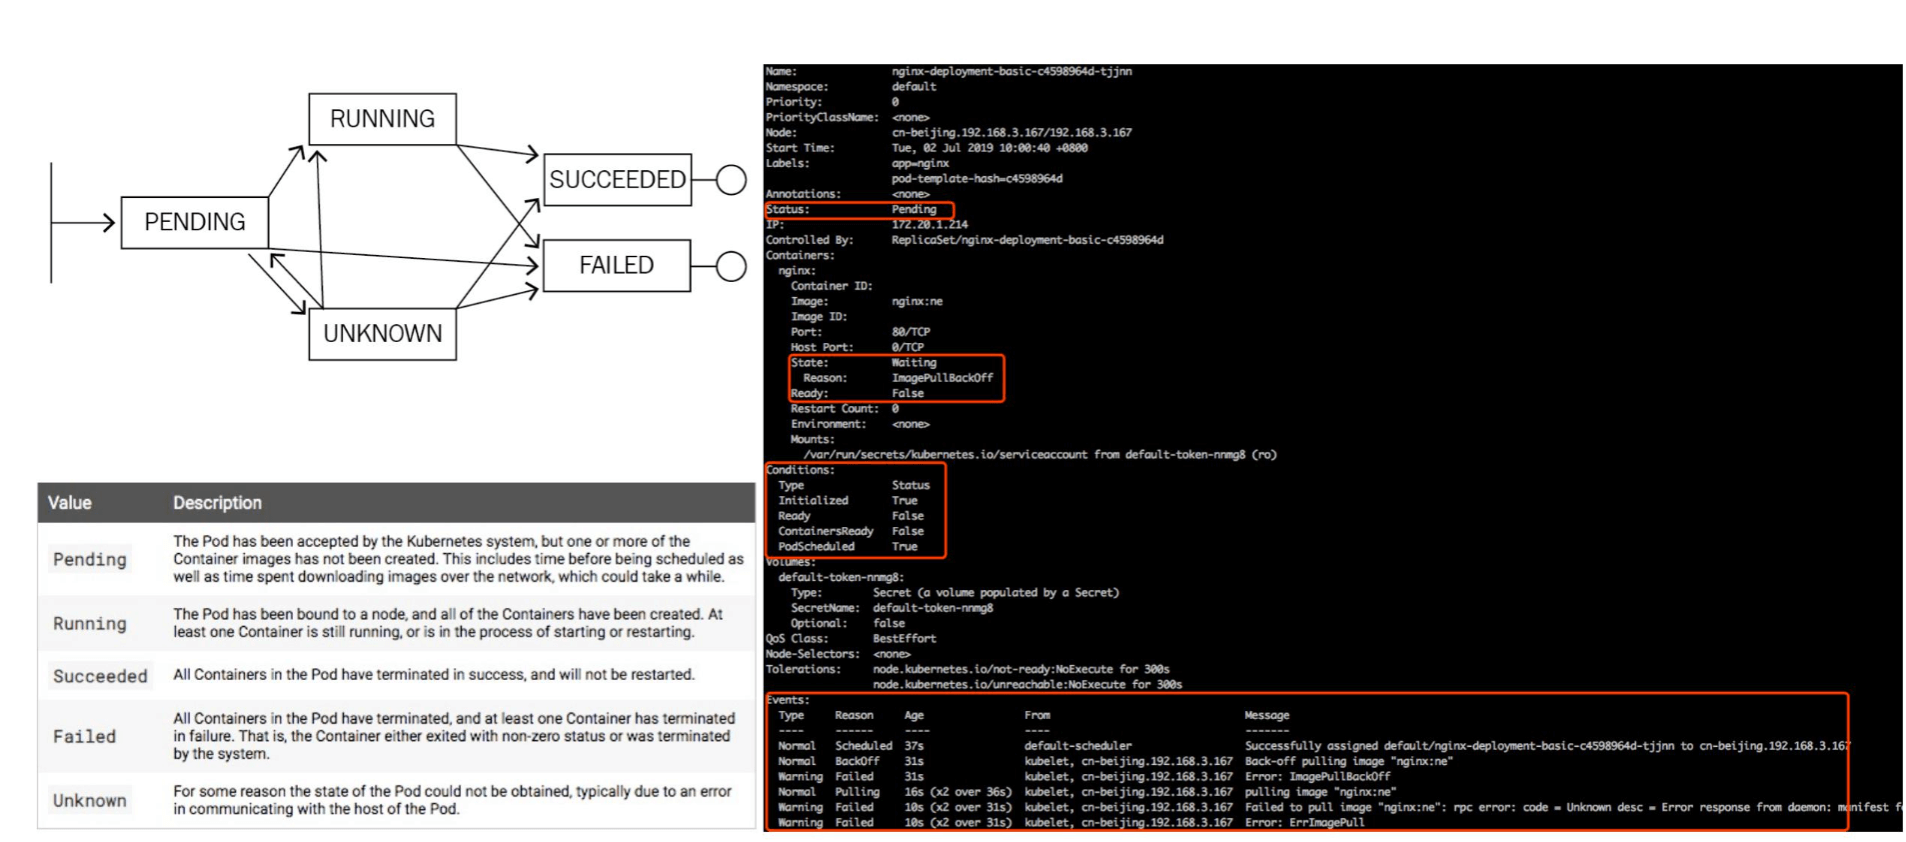 RUNNING
SUCCEEDED
PENDING
FAILED
UNKNOWN
Value Description
Pending The Pod has been accepted by the Kubernetes system, but one or more of the
Container images has not been created. This includes time before being scheduled as
well as time spent downloading images over the network, which could take a while.
Running The Pod has been bound to a node, and all of the Containers have been created. At
least one Container is still running, or is in the process of starting or restarting.
Succeeded All Containers in the Pod have terminated in success, and will not be restarted.
Failed All Containers in the Pod have terminated, and at least one Container has terminated
in failure. That is, the Container either exited with non-zero status or was terminated
by the system.
Unknown For some reason the state of the Pod could not be obtained, typically due to an error
in communicating with the host of the Pod.
Name: nginx-deployment-basic-c4598964d-tjjnn
Namespace: default
Priority: 0
PriorityClassName: <none>
Node: cn-beijing.192.168.3.167/192.168.3.167
Start Time: Tue, 02 Jul 2019 10:00:40 +0800
Labels: app=nginx
pod-template-hash=c4598964d
Annotations: <none>
Status: Pending
IP: 172.20.1.214
Controlled By: ReplicaSet/nginx-deployment-basic-c4598964d
Containers:
nginx:
Container ID:
Image: nginx:ne
Image ID:
Port: 80/TCP
Host Port: 0/TCP
State: Waiting
Reason: ImagePullBackOff
Ready: False
Restart Count: 0
Environment: <none>
Mounts:
/var/run/secrets/kubernetes.io/serviceaccount from default-token-nnmg8 (ro)
Conditions:
Type Status
Initialized True
Ready False
ContainersReady False
PodScheduled True
Volumes:
default-token-nnmg8:
Type: Secret (a volume populated by a Secret)
SecretName: default-token-nnmg8
Optional: false
QoS Class: BestEffort
Node-Selectors: <none>
Tolerations: node.kubernetes.io/not-ready:NoExecute for 300s
node.kubernetes.io/unreachable:NoExecute for 300s
Events:
Type Reason Age From Message
---- ------ ---- ---- -------
Normal Scheduled 37s default-scheduler Successfully assigned default/nginx-deployment-basic-c4598964d-tjjnn to cn-beijing.192.168.3.167
Normal BackOff 31s kubelet, cn-beijing.192.168.3.167 Back-off pulling image "nginx:ne"
Warning Failed 31s kubelet, cn-beijing.192.168.3.167 Error: ImagePullBackOff
Normal Pulling 16s (x2 over 36s) kubelet, cn-beijing.192.168.3.167 pulling image "nginx:ne"
Warning Failed 10s (x2 over 31s) kubelet, cn-beijing.192.168.3.167 Failed to pull image "nginx:ne": rpc error: code = Unknown desc = Error response from daemon: manifest f
Warning Failed 10s (x2 over 31s) kubelet, cn-beijing.192.168.3.167 Error: ErrImagePull